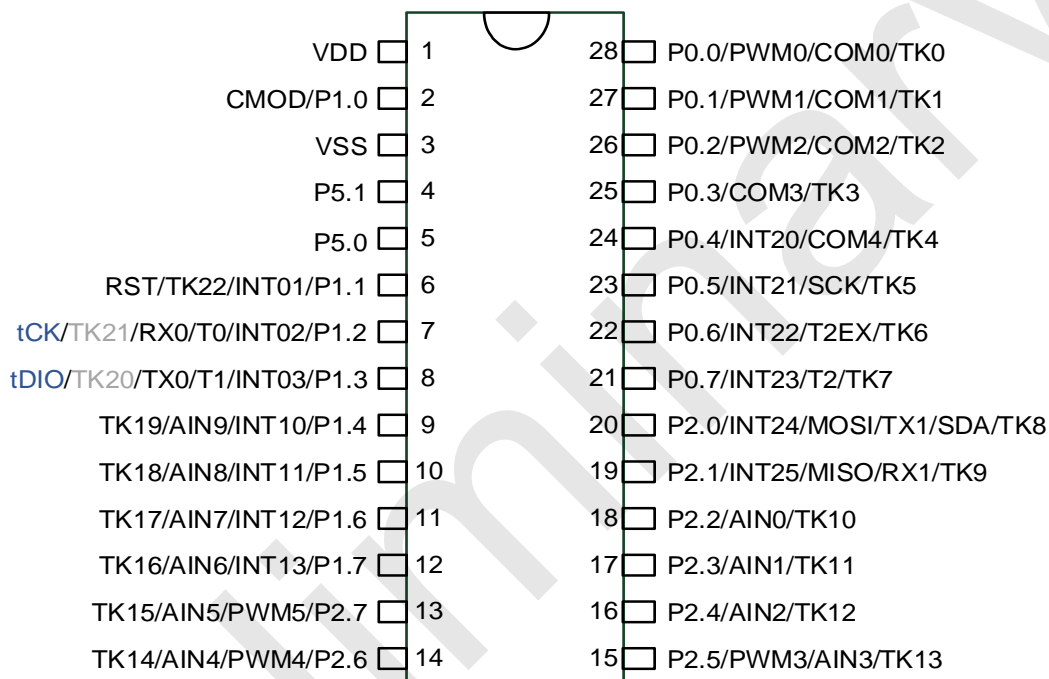 VDD 1 28 P0.0/PWM0/COM0/TK0
CMOD/P1.0 2 27 P0.1/PWM1/COM1/TK1
VSS 3 26 P0.2/PWM2/COM2/TK2
P5.1 4 25 P0.3/COM3/TK3
P5.0 5 24 P0.4/INT20/COM4/TK4
RST/TK22/INT01/P1.1 6 23 P0.5/INT21/SCK/TK5
tCK/TK21/RX0/T0/INT02/P1.2 7 22 P0.6/INT22/T2EX/TK6
tDIO/TK20/TX0/T1/INT03/P1.3 8 21 P0.7/INT23/T2/TK7
TK19/AIN9/INT10/P1.4 9 20 P2.0/INT24/MOSI/TX1/SDA/TK8
TK18/AIN8/INT11/P1.5 10 19 P2.1/INT25/MISO/RX1/TK9
TK17/AIN7/INT12/P1.6 11 18 P2.2/AIN0/TK10
TK16/AIN6/INT13/P1.7 12 17 P2.3/AIN1/TK11
TK15/AIN5/PWM5/P2.7 13 16 P2.4/AIN2/TK12
TK14/AIN4/PWM4/P2.6 14 15 P2.5/PWM3/AIN3/TK13